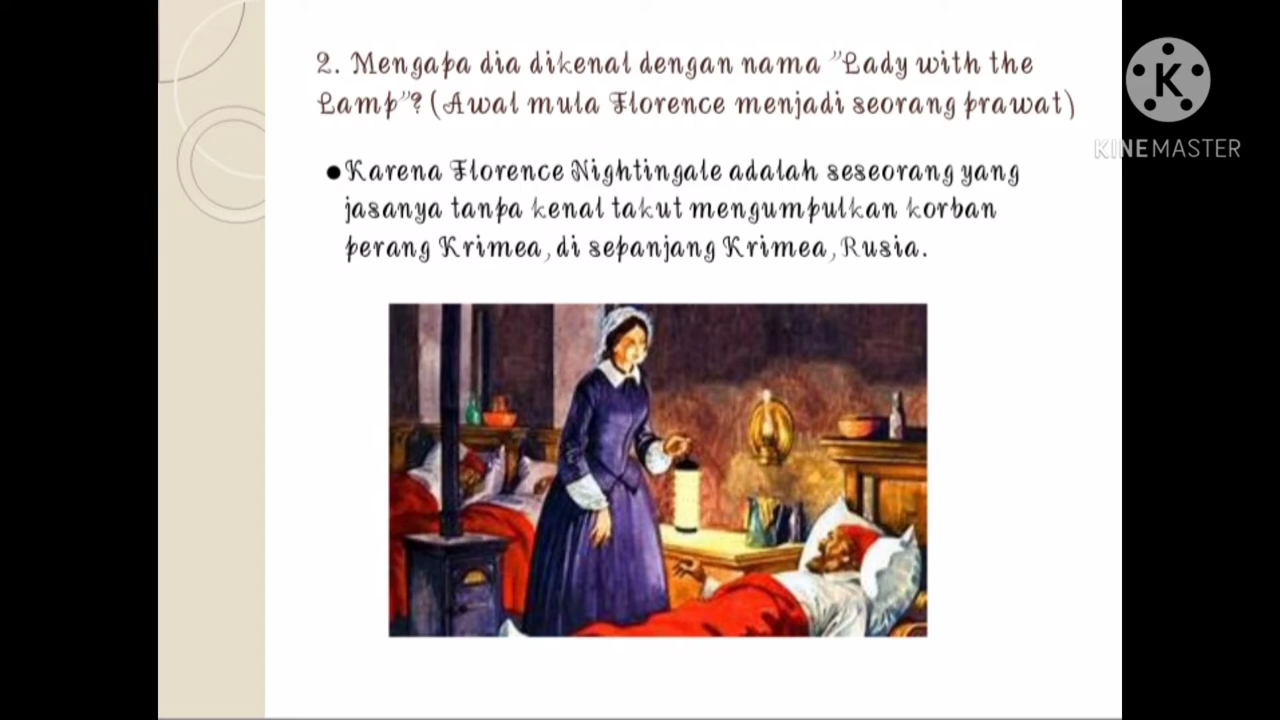 2. Mengapa dia dikenal dengan nama "Lady with the
Lamp"? (Awal mula Florence menjadi seorang prawat)
•Karena Florence Nightingale adalah seseorang yang
jasanya tanpa kenal takut mengumpulkan korban
perang Krimea, di sepanjang Krimea, Rusia.
K
KINEMASTER